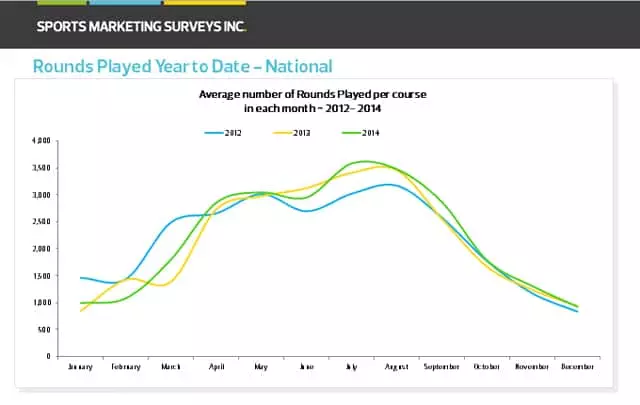 SPORTS MARKETING SURVEYS INC.
Rounds Played Year to Date – National
Average number of Rounds Played per course
in each month - 2012- 2014
2012 2013 2014
4,000
3,500
3,000
2,500
2,000
1,500
1,000
500
0
January February March April May June July August September October November December